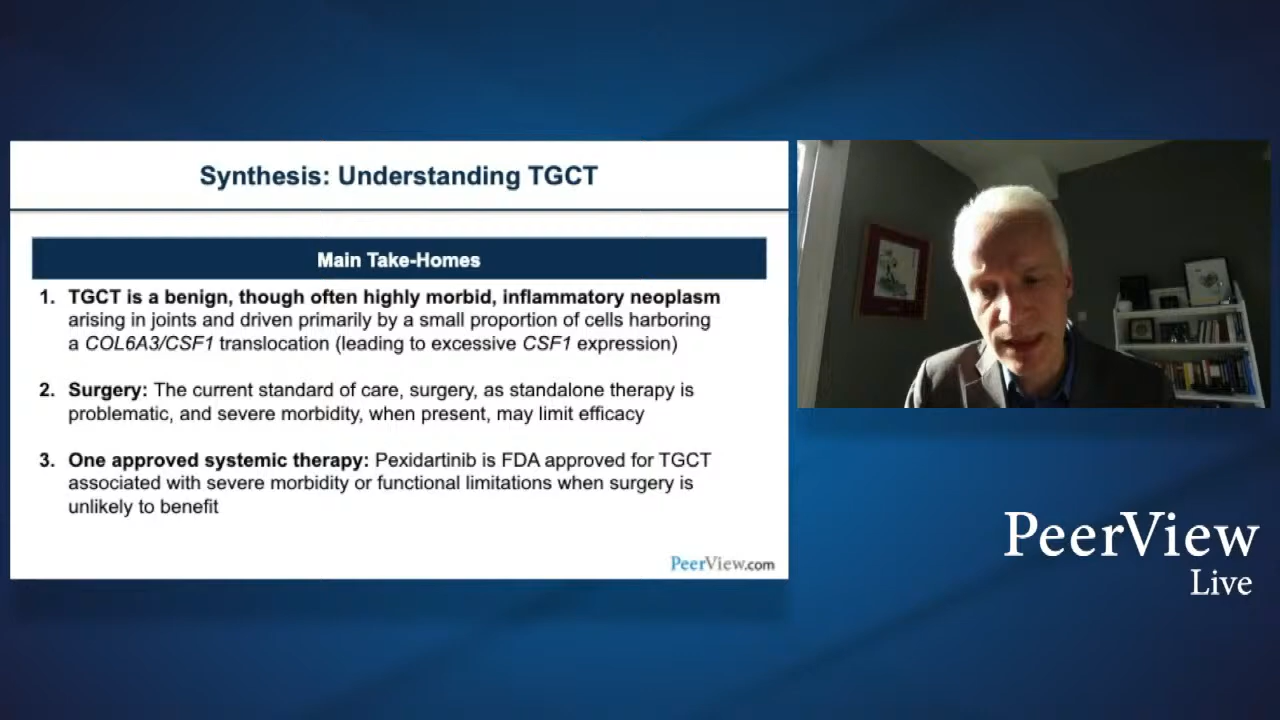 Synthesis: Understanding TGCT
Main Take-Homes
1. TGCT is a benign, though often highly morbid, inflammatory neoplasm
arising in joints and driven primarily by a small proportion of cells harboring
a COL6A3/CSF1 translocation (leading to excessive CSF1 expression)
2. Surgery: The current standard of care, surgery, as standalone therapy is
problematic, and severe morbidity, when present, may limit efficacy
3. One approved systemic therapy: Pexidartinib is FDA approved for TGCT
associated with severe morbidity or functional limitations when surgery is
unlikely to benefit
PeerView.com
PeerView
Live